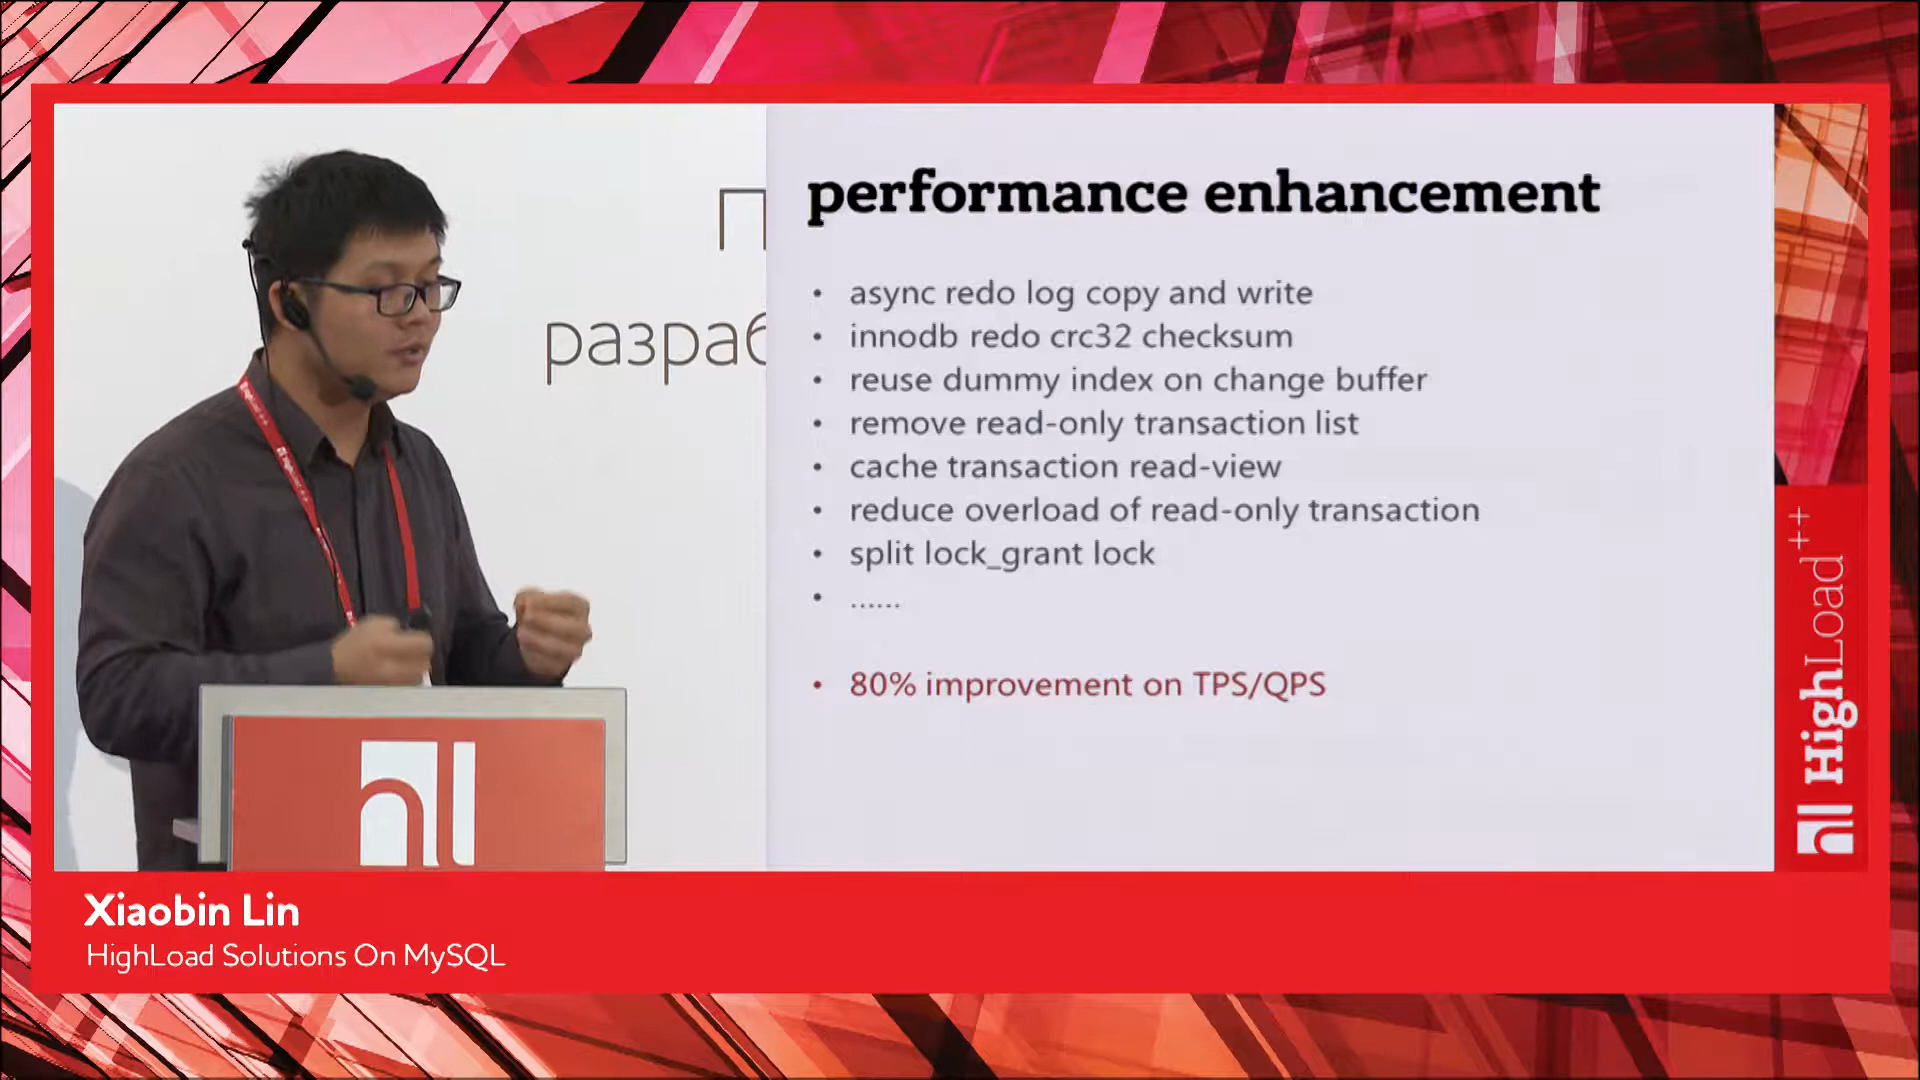 performance enhancement
• async redo log copy and write
• innodb redo crc32 checksum
• reuse dummy index on change buffer
• remove read-only transaction list
• cache transaction read-view
• reduce overload of read-only transaction
• split lock_grant lock
• ......
• 80% improvement on TPS/QPS
разраб
HighLoad++
Xiaobin Lin
HighLoad Solutions On MySQL